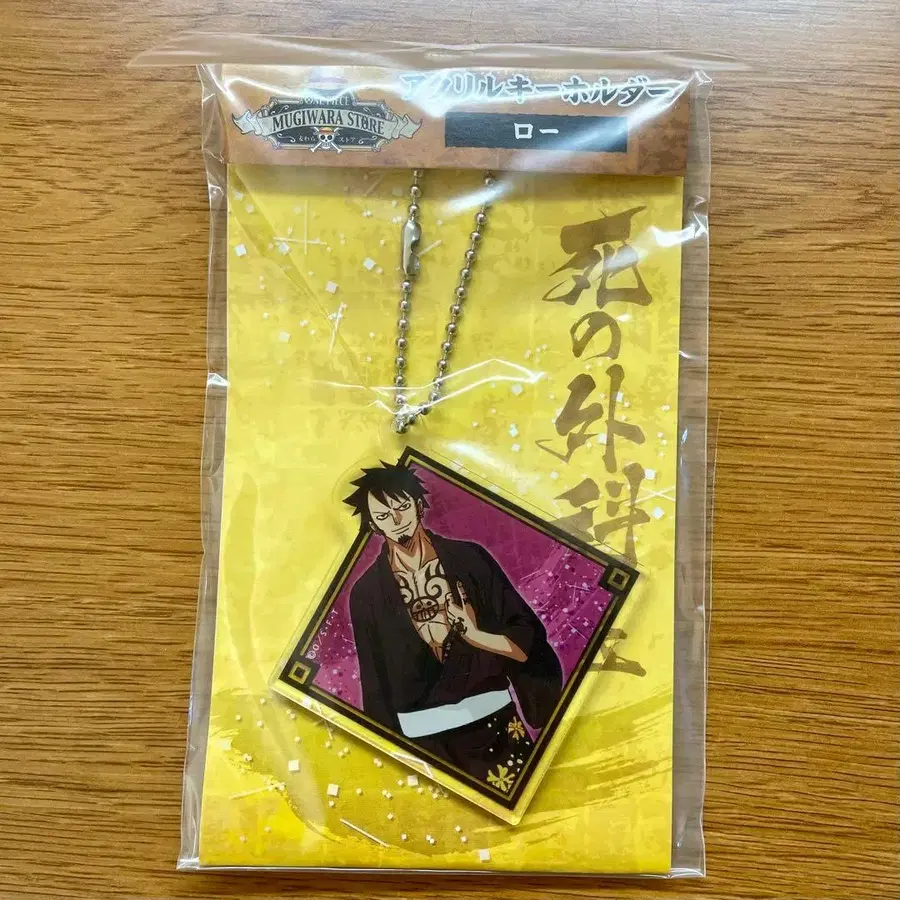 アクリルキーホルダー
ONE PIECE
MUGIWARA STORE
むぎわらストア
ロー
死の外科医
©O/S・F・T